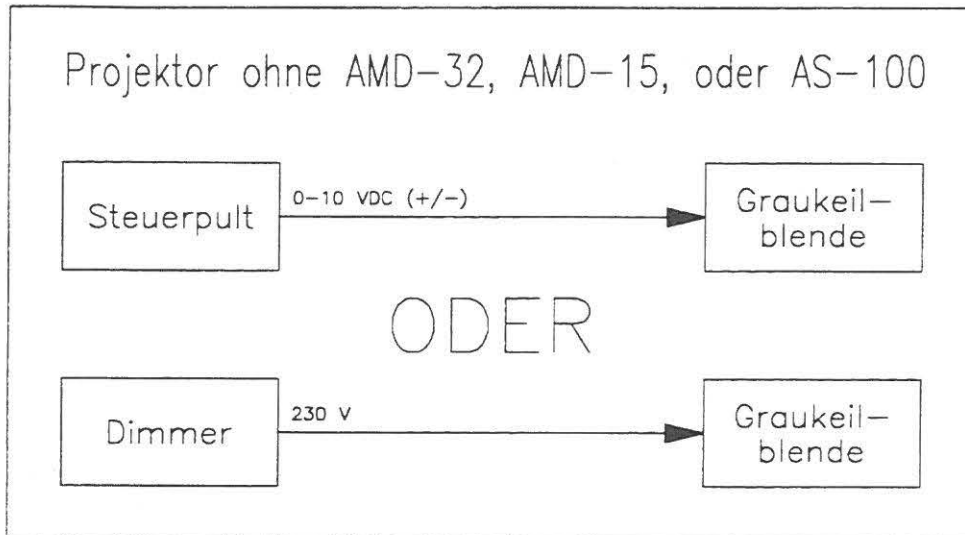 Projektor ohne AMD-32, AMD-15, oder AS-100
Steuerpult
0-10 VDC (+/-)
Graukeil-
blende
ODER
Dimmer
230 V
Graukeil-
blende